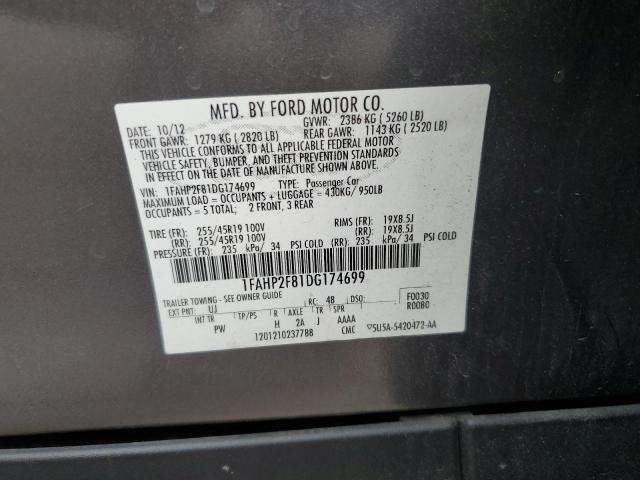 MFD. BY FORD MOTOR CO.
10/12 GVWR: 2386 KG ( 5260 LB)
FRONT GAWR: 1279 KG ( 2820 LB) REAR GAWR: 1143 KG ( 2520 LB)
THIS VEHICLE CONFORMS TO ALL APPLICABLE FEDERAL MOTOR
VEHICLE SAFETY, BUMPER, AND THEFT PREVENTION STANDARDS
IN EFFECT ON THE DATE OF MANUFACTURE SHOWN ABOVE.
VIN: 1FAHP2F81DG174699 TYPE: Passenger Car
MAXIMUM LOAD = OCCUPANTS + LUGGAGE = 430KG/ 950LB
OCCUPANTS = 5 TOTAL; 2 FRONT, 3 REAR
TIRE (FR): 255/45R19 100V RIMS (FR): 19X8.5J
(RR): 255/45R19 100V (RR): 19X8.5J
PRESSURE (FR): 235 kPa/ 34 PSI COLD (RR): 235 kPa/ 34 PSI COLD
1FAHP2F81DG174699
TRAILER TOWING - SEE OWNER GUIDE
EXT PNT: UJ RC: 4B DSO: F0030
INT TR TP/PS R AXLE TR SPR R0080
PW H 2A J AAAA
1201210237788 CMC ▽5U5A-5420472-AA